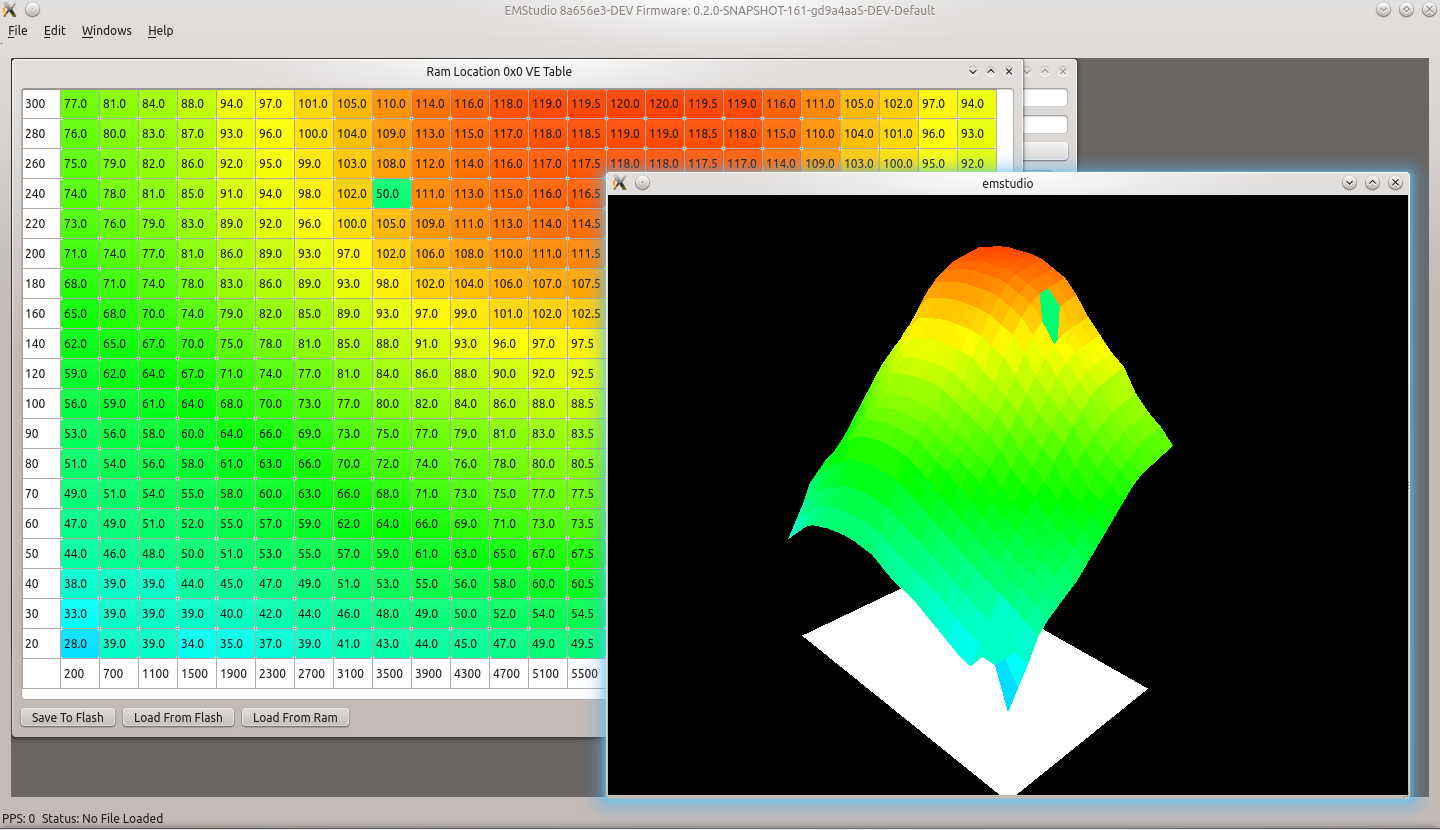 EMStudio 8a656e3-DEV Firmware: 0.2.0-SNAPSHOT-161-gd9a4aa5-DEV-Default
File Edit Windows Help
Ram Location 0x0 VE Table
300 77.0 81.0 84.0 88.0 94.0 97.0 101.0 105.0 110.0 114.0 116.0 118.0 119.0 119.5 120.0 120.0 119.5 119.0 116.0 111.0 105.0 102.0 97.0 94.0
280 76.0 80.0 83.0 87.0 93.0 96.0 100.0 104.0 109.0 113.0 115.0 117.0 118.0 118.5 119.0 119.0 118.5 118.0 115.0 110.0 104.0 101.0 96.0 93.0
260 75.0 79.0 82.0 86.0 92.0 95.0 99.0 103.0 108.0 112.0 114.0 116.0 117.0 117.5 118.0 118.0 117.5 117.0 114.0 109.0 103.0 100.0 95.0 92.0
emstudio
240 74.0 78.0 81.0 85.0 91.0 94.0 98.0 102.0 50.0 111.0 113.0 115.0 116.0 116.5
220 73.0 76.0 79.0 83.0 89.0 92.0 96.0 100.0 105.0 109.0 111.0 113.0 114.0 114.5
200 71.0 74.0 77.0 81.0 86.0 89.0 93.0 97.0 102.0 106.0 108.0 110.0 111.0 111.5
180 68.0 71.0 74.0 78.0 83.0 86.0 89.0 93.0 98.0 102.0 104.0 106.0 107.0 107.5
160 65.0 68.0 70.0 74.0 79.0 82.0 85.0 89.0 93.0 97.0 99.0 101.0 102.0 102.5
140 62.0 65.0 67.0 70.0 75.0 78.0 81.0 85.0 88.0 91.0 93.0 96.0 97.0 97.5
120 59.0 62.0 64.0 67.0 71.0 74.0 77.0 81.0 84.0 86.0 88.0 90.0 92.0 92.5
100 56.0 59.0 61.0 64.0 68.0 70.0 73.0 77.0 80.0 82.0 84.0 86.0 88.0 88.5
90 53.0 56.0 58.0 60.0 64.0 66.0 69.0 73.0 75.0 77.0 79.0 81.0 83.0 83.5
80 51.0 54.0 56.0 58.0 61.0 63.0 66.0 70.0 72.0 74.0 76.0 78.0 80.0 80.5
70 49.0 51.0 54.0 55.0 58.0 60.0 63.0 66.0 68.0 71.0 73.0 75.0 77.0 77.5
60 47.0 49.0 51.0 52.0 55.0 57.0 59.0 62.0 64.0 66.0 69.0 71.0 73.0 73.5
50 44.0 46.0 48.0 50.0 51.0 53.0 55.0 57.0 59.0 61.0 63.0 65.0 67.0 67.5
40 38.0 39.0 39.0 44.0 45.0 47.0 49.0 51.0 53.0 55.0 56.0 58.0 60.0 60.5
30 33.0 39.0 39.0 39.0 40.0 42.0 44.0 46.0 48.0 49.0 50.0 52.0 54.0 54.5
20 28.0 39.0 39.0 34.0 35.0 37.0 39.0 41.0 43.0 44.0 45.0 47.0 49.0 49.5
200 700 1100 1500 1900 2300 2700 3100 3500 3900 4300 4700 5100 5500
Save To Flash Load From Flash Load From Ram
PPS: 0 Status: No File Loaded